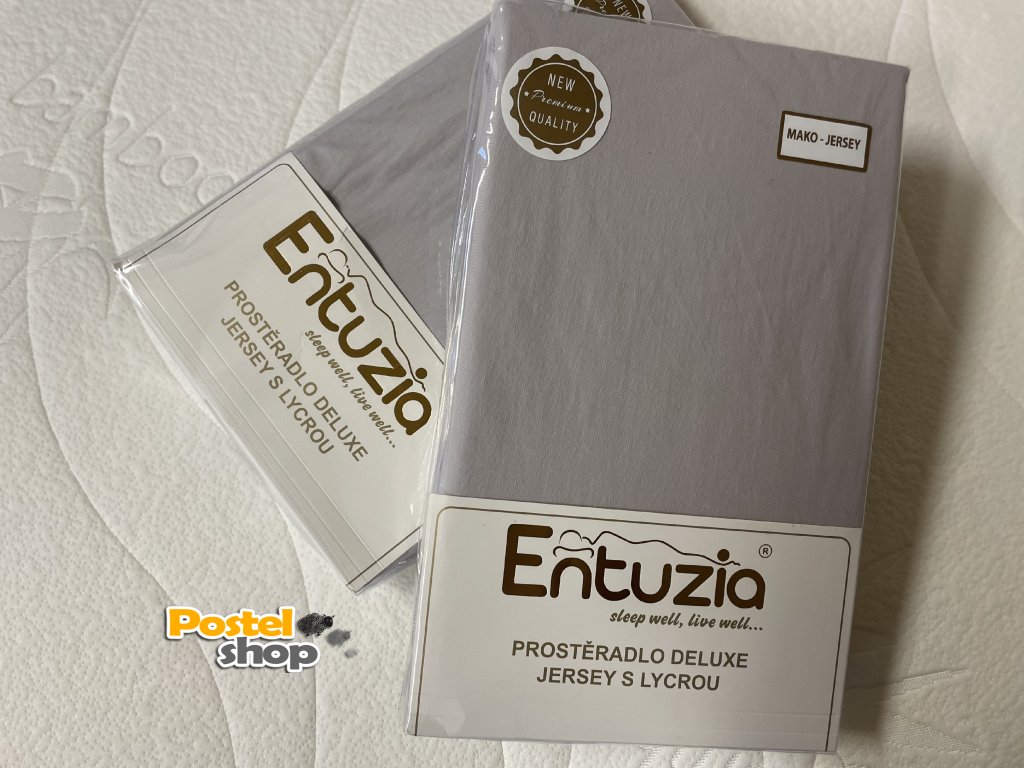 NEW
Premium
QUALITY
MAKO - JERSEY
Entuzia
sleep well, live well...
PROSTĚRADLO DELUXE
JERSEY S LYCROU
Entuzia ®
sleep well, live well...
PROSTĚRADLO DELUXE
JERSEY S LYCROU
Postel
shop